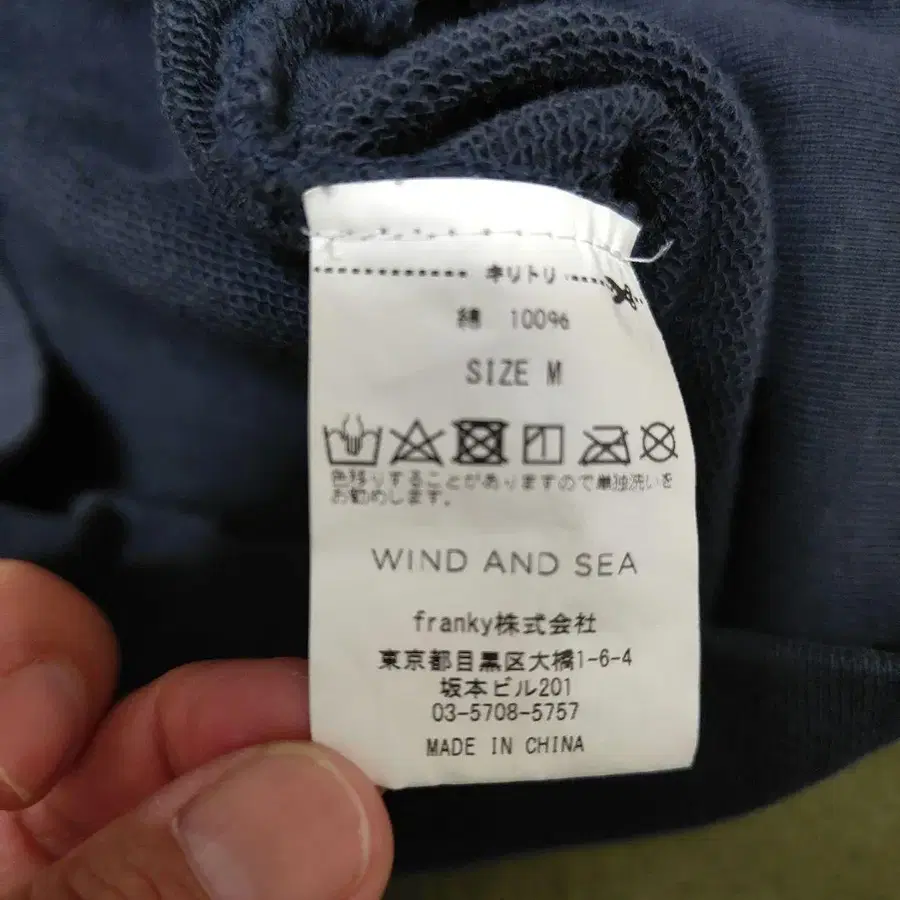 キリトリ
綿 100%
SIZE M
色移りすることがありますので単独洗いを
お勧めします。
WIND AND SEA
franky株式会社
東京都目黒区大橋1-6-4
坂本ビル201
03-5708-5757
MADE IN CHINA